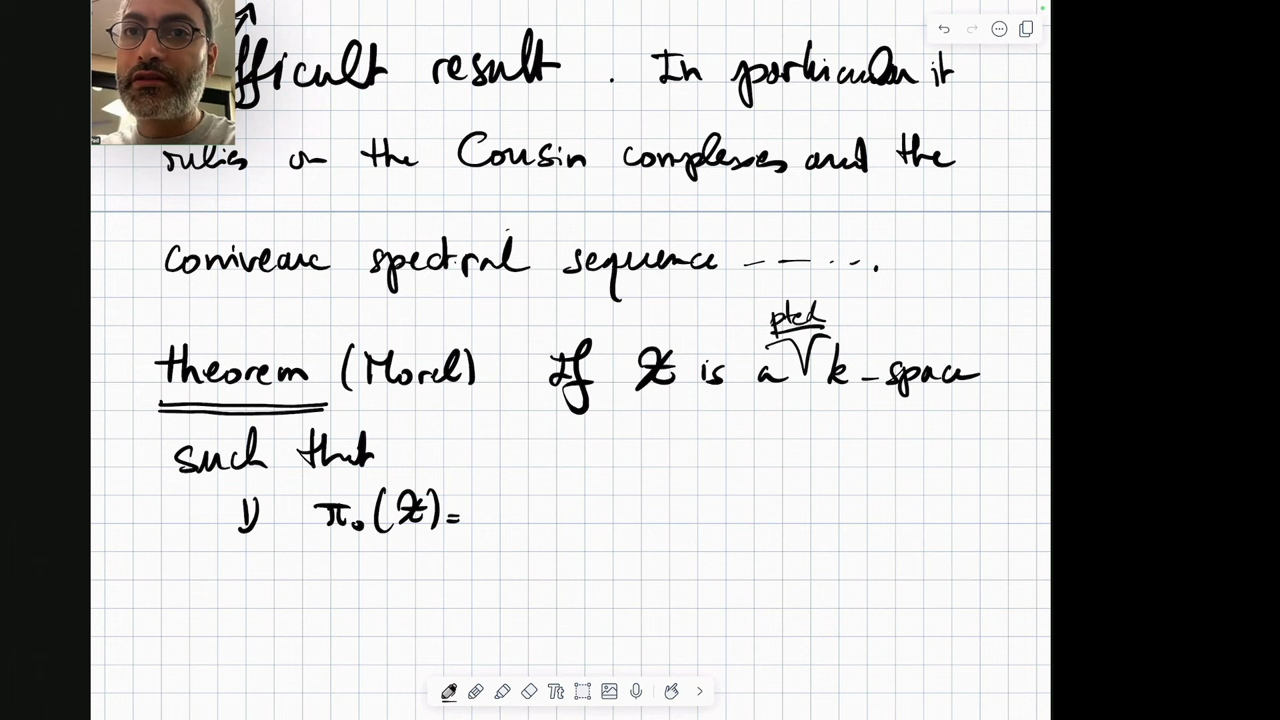 fficult result . In particular it
relies on the Cousin complexes and the
coniveau spectral sequence -- -- --.
theorem (Morel) If 𝒳 is a pted k-space
such that
1) π₀(𝒳)=
Tt